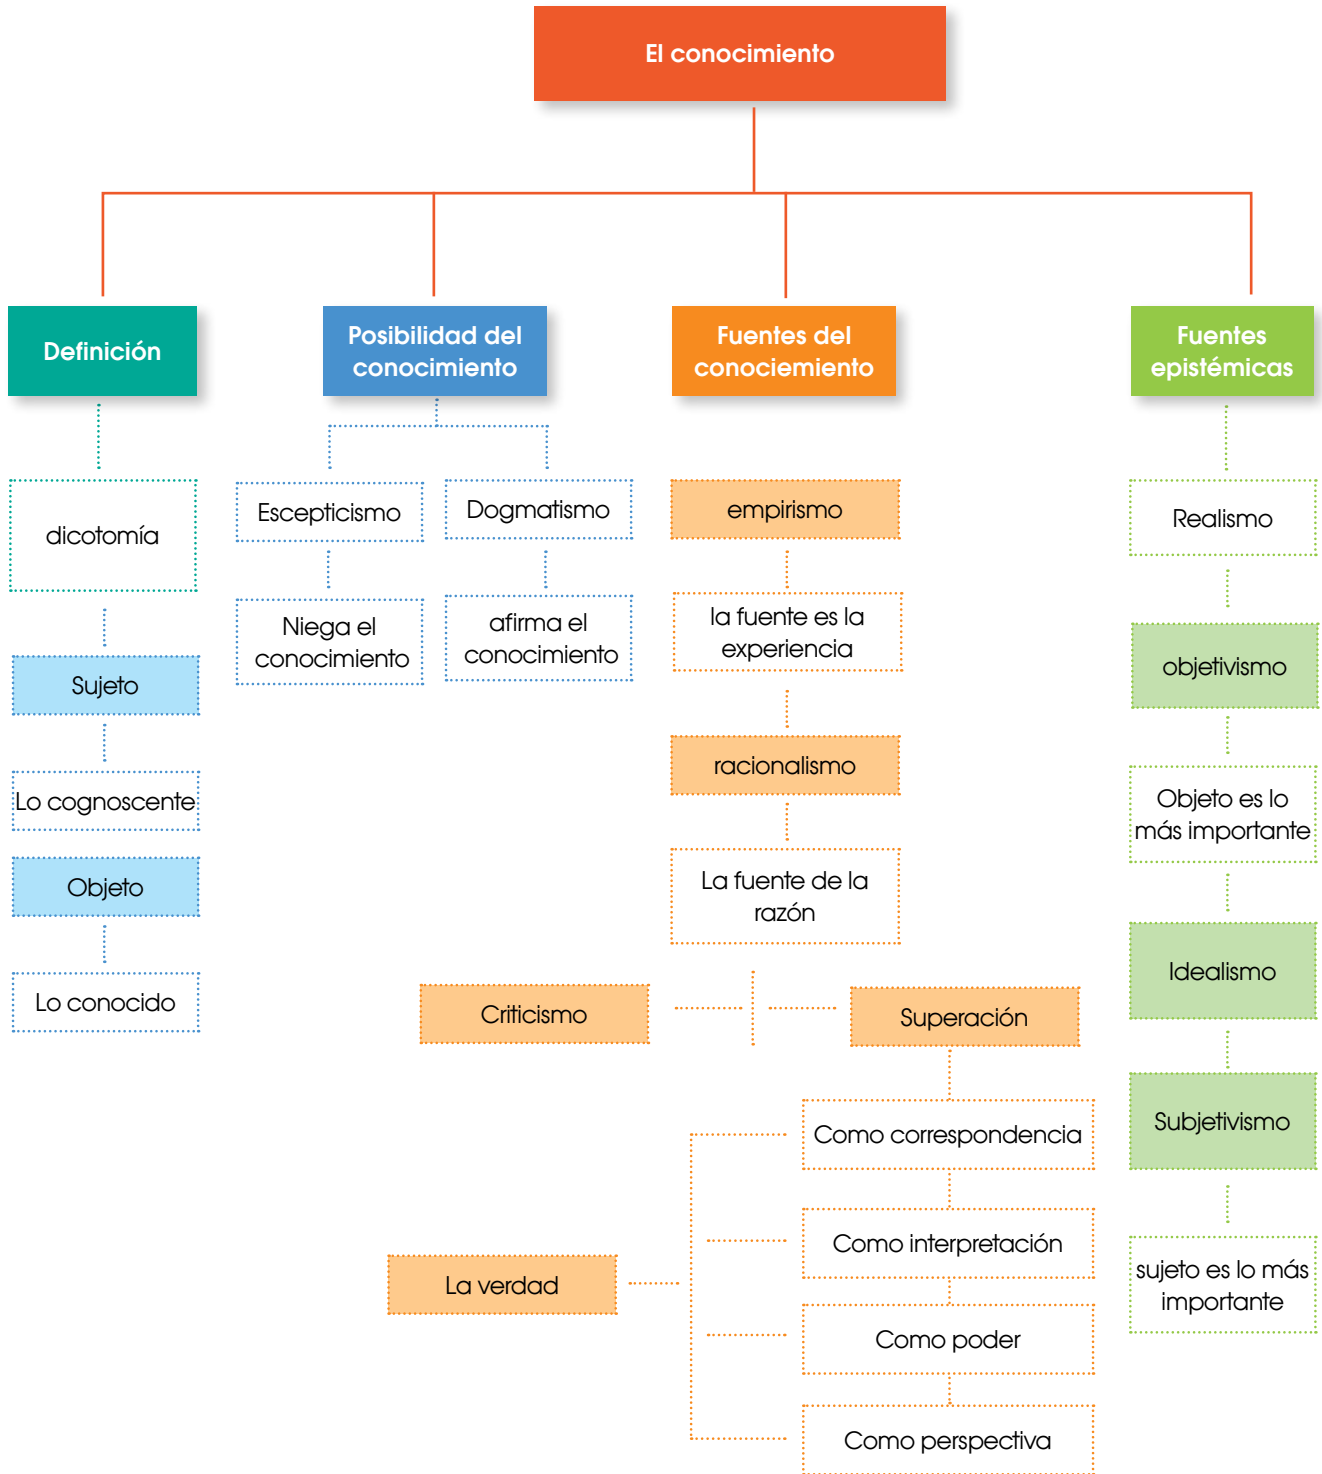 El conocimiento
Definición
Posibilidad del
conocimiento
Fuentes del
conociemiento
Fuentes
epistémicas
dicotomía
Sujeto
Lo cognoscente
Objeto
Lo conocido
Escepticismo
Niega el
conocimiento
Dogmatismo
afirma el
conocimiento
empirismo
la fuente es la
experiencia
racionalismo
La fuente de la
razón
Criticismo
Superación
La verdad
Como correspondencia
Como interpretación
Como poder
Como perspectiva
Realismo
objetivismo
Objeto es lo
más importante
Idealismo
Subjetivismo
sujeto es lo más
importante